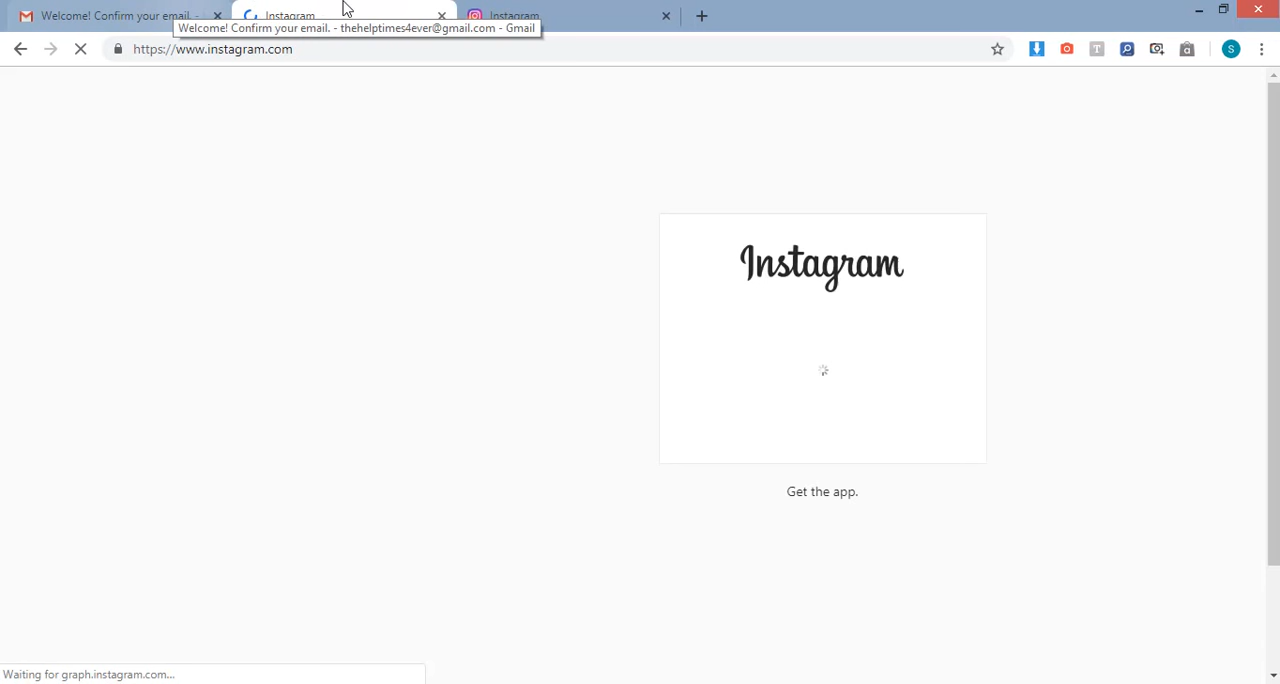 Welcome! Confirm your email. -
Instagram
Instagram
Welcome! Confirm your email. - thehelptimes4ever@gmail.com - Gmail
https://www.instagram.com
T
a
S
Instagram
Get the app.
Waiting for graph.instagram.com...